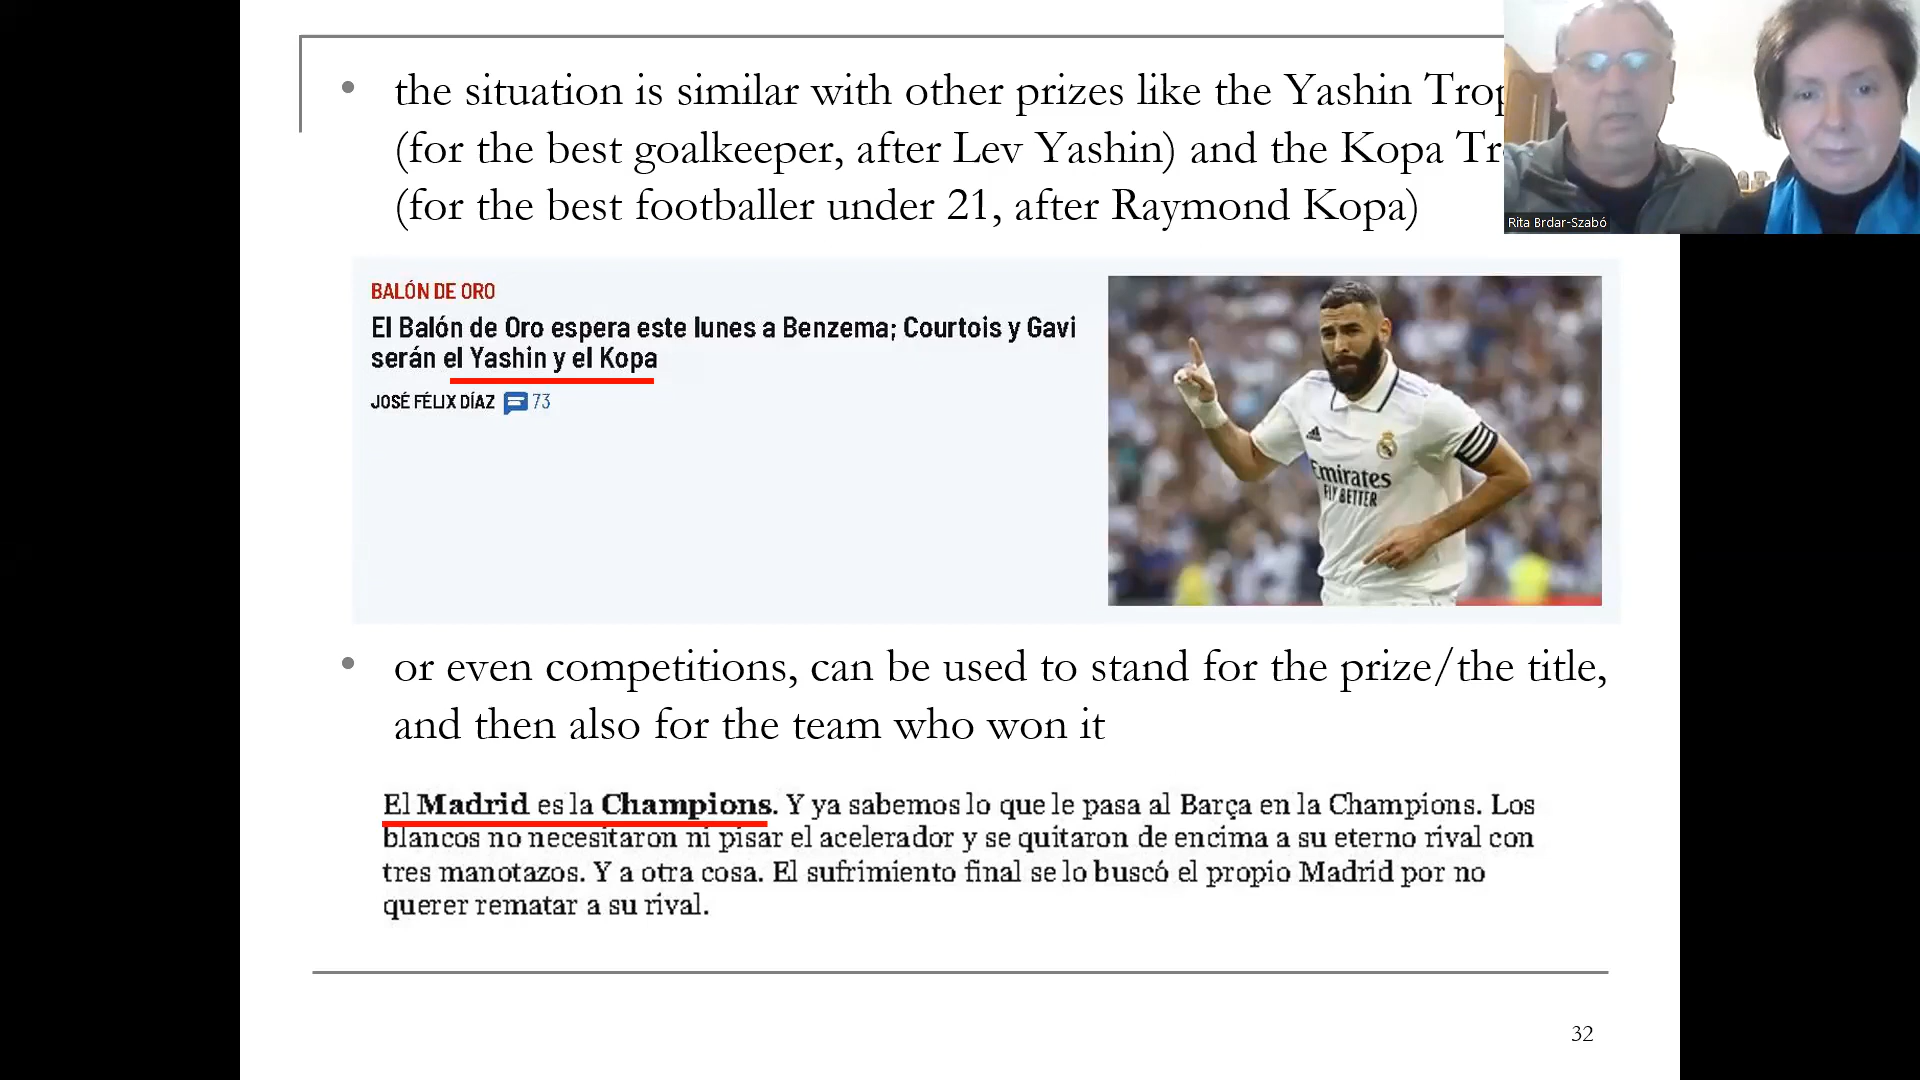 • the situation is similar with other prizes like the Yashin Trop
(for the best goalkeeper, after Lev Yashin) and the Kopa Tr
(for the best footballer under 21, after Raymond Kopa)
Rita Brdar-Szabó
BALÓN DE ORO
El Balón de Oro espera este lunes a Benzema; Courtois y Gavi
serán el Yashin y el Kopa
JOSÉ FÉLIX DÍAZ 73
Emirates
FLY BETTER
• or even competitions, can be used to stand for the prize/the title,
and then also for the team who won it
El Madrid es la Champions. Y ya sabemos lo que le pasa al Barça en la Champions. Los
blancos no necesitaron ni pisar el acelerador y se quitaron de encima a su eterno rival con
tres manotazos. Y a otra cosa. El sufrimiento final se lo buscó el propio Madrid por no
querer rematar a su rival.
32